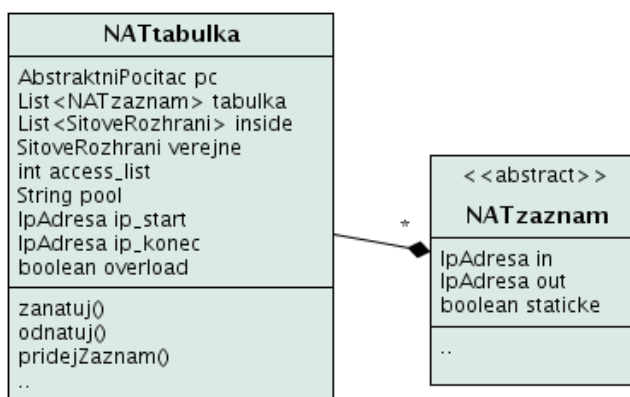 NATtabulka
AbstraktniPocitac pc
List<NATzaznam> tabulka
List<SitoveRozhrani> inside
SitoveRozhrani verejne
int access_list
String pool
IpAdresa ip_start
IpAdresa ip_konec
boolean overload
zanatuj()
odnatuj()
pridejZaznam()
..
*
<<abstract>>
NATzaznam
IpAdresa in
IpAdresa out
boolean staticke
..